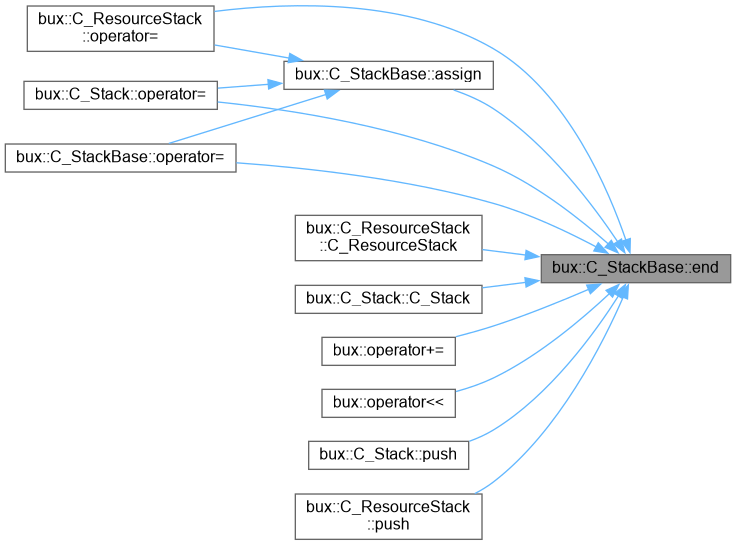 bux::C_ResourceStack
::operator=
bux::C_StackBase::assign
bux::C_Stack::operator=
bux::C_StackBase::operator=
bux::C_ResourceStack
::C_ResourceStack
bux::C_StackBase::end
bux::C_Stack::C_Stack
bux::operator+=
bux::operator<<
bux::C_Stack::push
bux::C_ResourceStack
::push